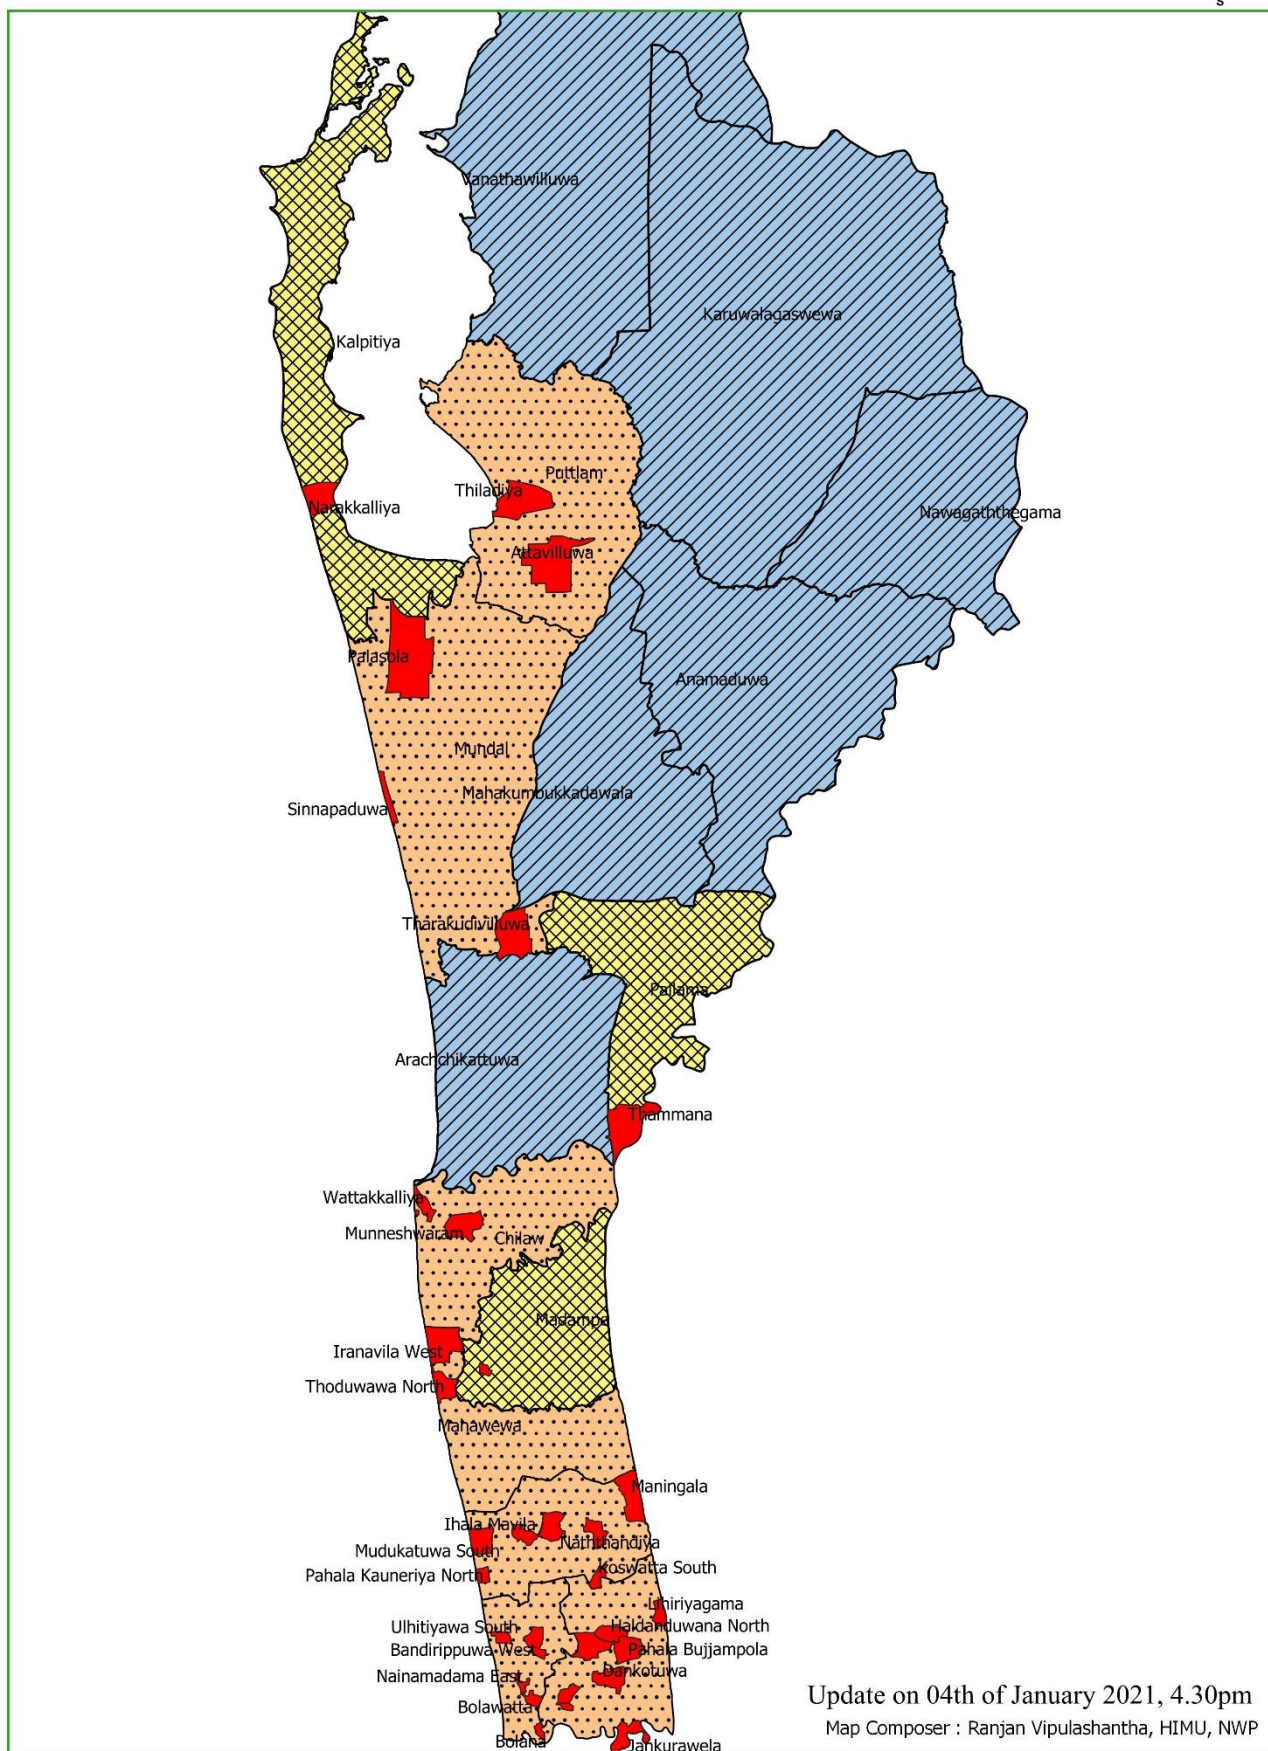 s
Vanathawilluwa
Karuwalagaswewa
Kalpitiya
Puttlam
Thiladiya
Narakkalliya
Nawagaththegama
Attavilluwa
Palasola
Anamaduwa
Mundal
Mahakumbukkadawala
Sinnapaduwa
Tharakudivilluwa
Pallama
Arachchikattuwa
Thammana
Wattakkalliya
Munneshwaram
Chilaw
Madampe
Iranavila West
Thoduwawa North
Mahawewa
Maningala
Ihala Mavila
Naththandiya
Mudukatuwa South
Koswatta South
Pahala Kauneriya North
Lihiriyagama
Ulhitiyawa South
Haldanduwana North
Bandirippuwa West
Pahala Bujjampola
Dankotuwa
Nainamadama East
Bolawatta
Bolana
Jankurawela
Update on 04th of January 2021, 4.30pm
Map Composer : Ranjan Vipulashantha, HIMU, NWP